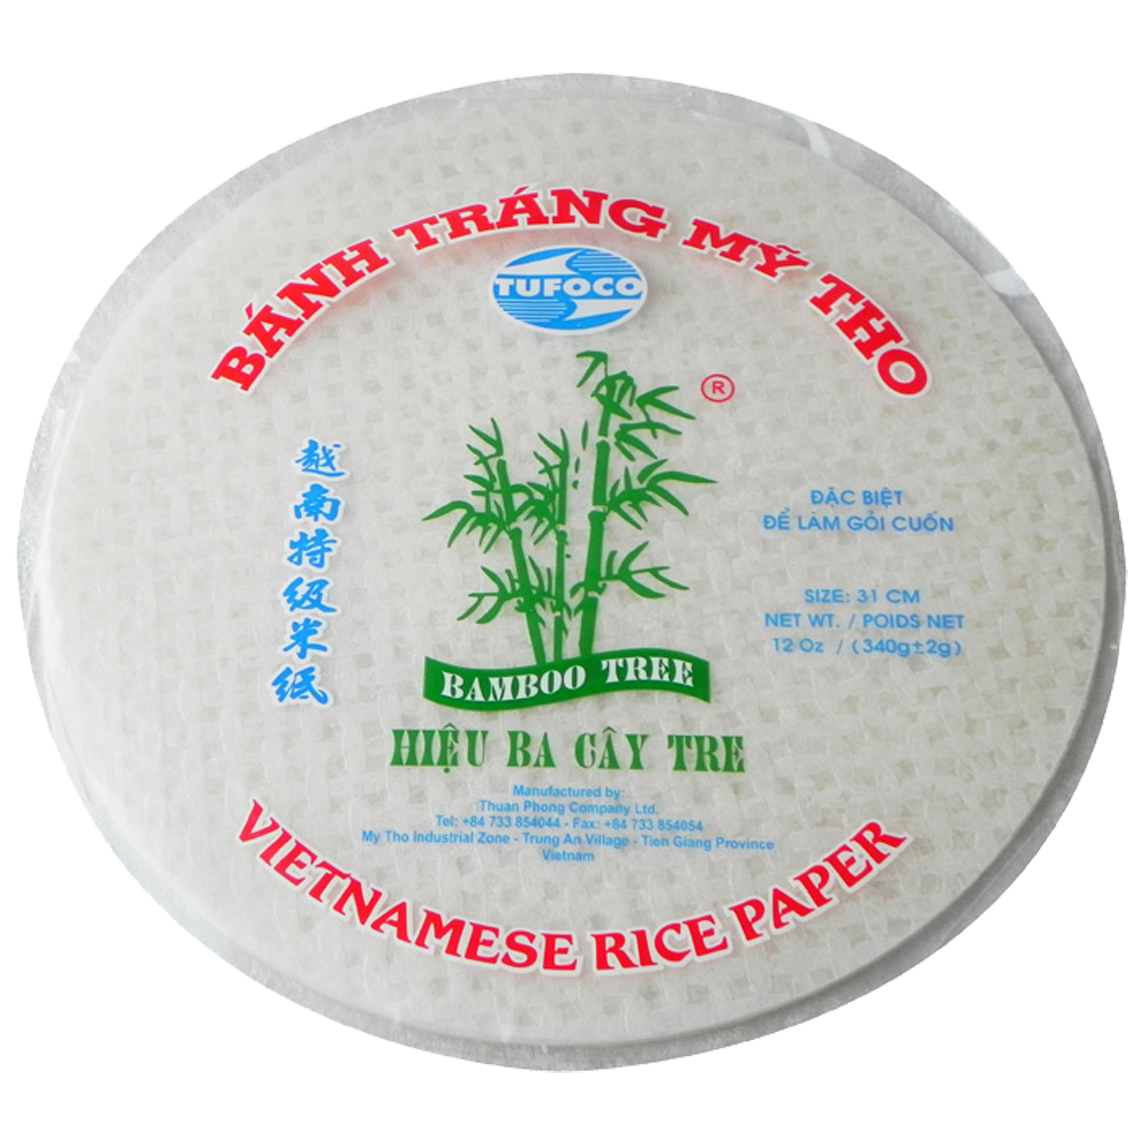 BÁNH TRÁNG MỸ THO
TUFOCO
®
越南特级米纸
ĐẶC BIỆT
ĐỂ LÀM GỎI CUỐN
SIZE: 31 CM
NET WT. / POIDS NET
12 Oz / (340g±2g)
BAMBOO TREE
HIỆU BA CÂY TRE
Manufactured by:
Thuan Phong Company Ltd.
Tel: +84 733 854044 - Fax: +84 733 854054
My Tho Industrial Zone - Trung An Village - Tien Giang Province
Vietnam
VIETNAMESE RICE PAPER